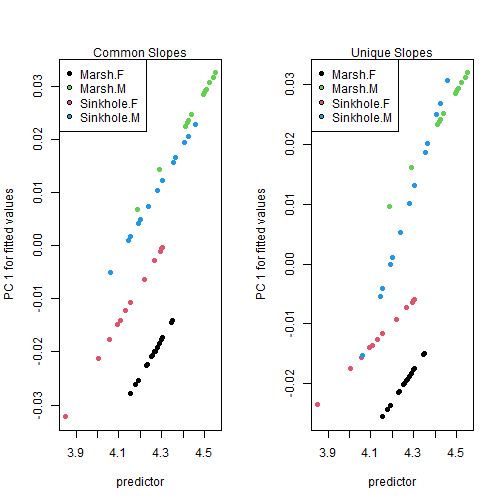 Common Slopes
Marsh.F
Marsh.M
Sinkhole.F
Sinkhole.M
PC 1 for fitted values
0.03
0.02
0.01
0.00
-0.01
-0.02
-0.03
3.9
4.1
4.3
4.5
predictor
Unique Slopes
Marsh.F
Marsh.M
Sinkhole.F
Sinkhole.M
PC 1 for fitted values
0.03
0.02
0.01
0.00
-0.01
-0.02
3.9
4.1
4.3
4.5
predictor